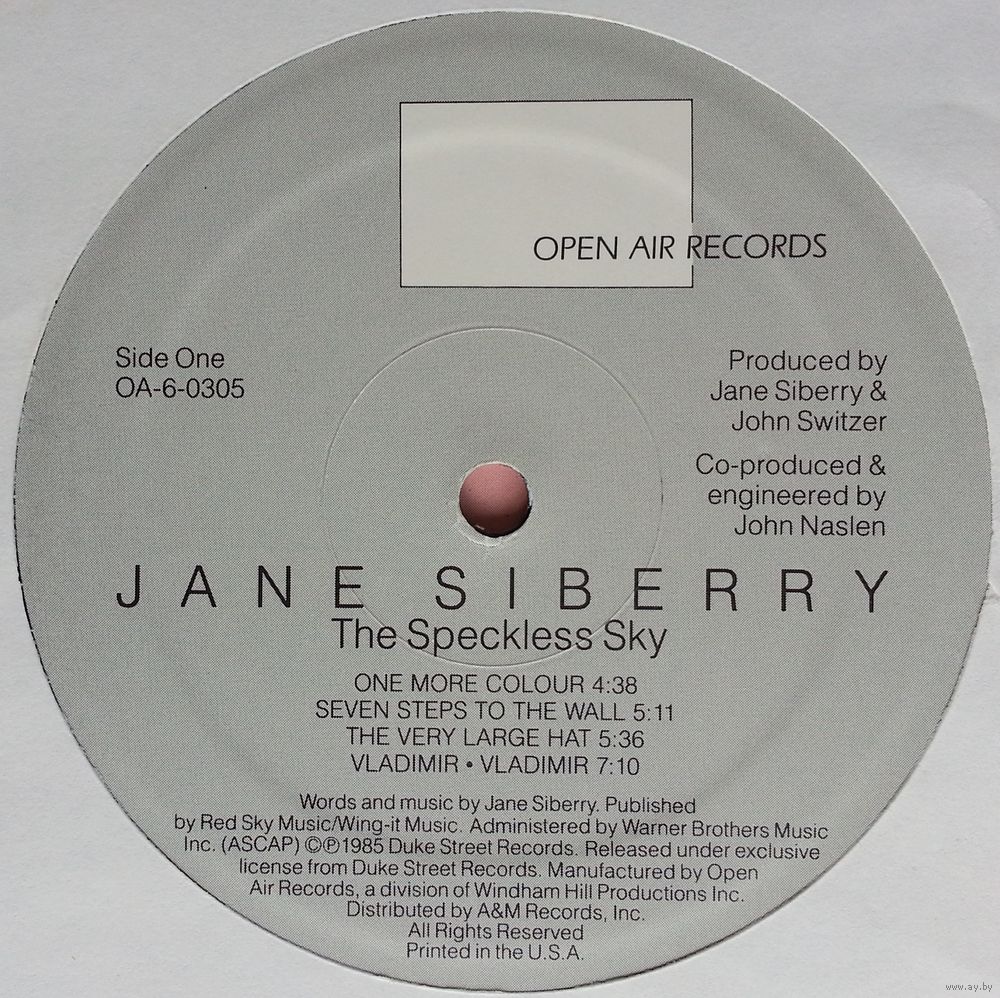 OPEN AIR RECORDS
Side One
OA-6-0305
Produced by
Jane Siberry &
John Switzer
Co-produced &
engineered by
John Naslen
JANE SIBERRY
The Speckless Sky
ONE MORE COLOUR 4:38
SEVEN STEPS TO THE WALL 5:11
THE VERY LARGE HAT 5:36
VLADIMIR • VLADIMIR 7:10
Words and music by Jane Siberry. Published
by Red Sky Music/Wing-it Music. Administered by Warner Brothers Music
Inc. (ASCAP) ©℗1985 Duke Street Records. Released under exclusive
license from Duke Street Records. Manufactured by Open
Air Records, a division of Windham Hill Productions Inc.
Distributed by A&M Records, Inc.
All Rights Reserved
Printed in the U.S.A.
www.ay.by